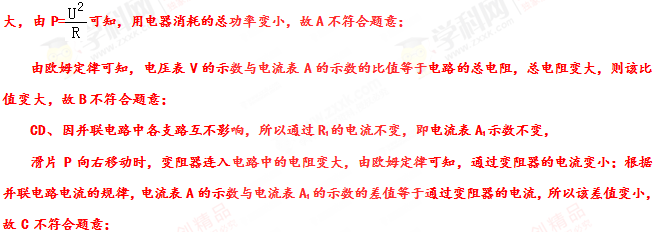 大，由 P=U²/R 可知，用电器消耗的总功率变小，故 A 不符合题意；
由欧姆定律可知，电压表 V 的示数与电流表 A 的示数的比值等于电路的总电阻，总电阻变大，则该比
值变大，故 B 不符合题意；
CD、因并联电路中各支路互不影响，所以通过 R₁的电流不变，即电流表 A₁示数不变，
滑片 P 向右移动时，变阻器连入电路中的电阻变大，由欧姆定律可知，通过变阻器的电流变小；根据
并联电路电流的规律，电流表 A 的示数与电流表 A₁的示数的差值等于通过变阻器的电流，所以该差值变小，
故 C 不符合题意；